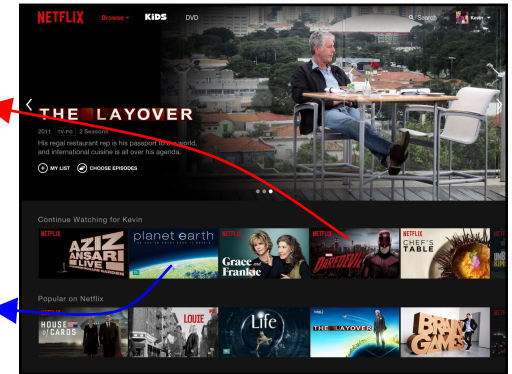 NETFLIX Browse KIDS DVD Search Kevin
THE LAYOVER
2011 TV-PG 2 Seasons
His regal restaurant rep is his passport to the world,
and international cuisine is all over his agenda.
MY LIST CHOOSE EPISODES
Continue Watching for Kevin
NETFLIX
AZIZ
ANSARI
LIVE
planet earth
NETFLIX
Grace and
Frankie
NETFLIX
DAREDEVIL
NETFLIX
CHEF'S
TABLE
Popular on Netflix
NETFLIX
HOUSE
of CARDS
LOUIE
Life
THE LAYOVER
BRAIN
GAMES